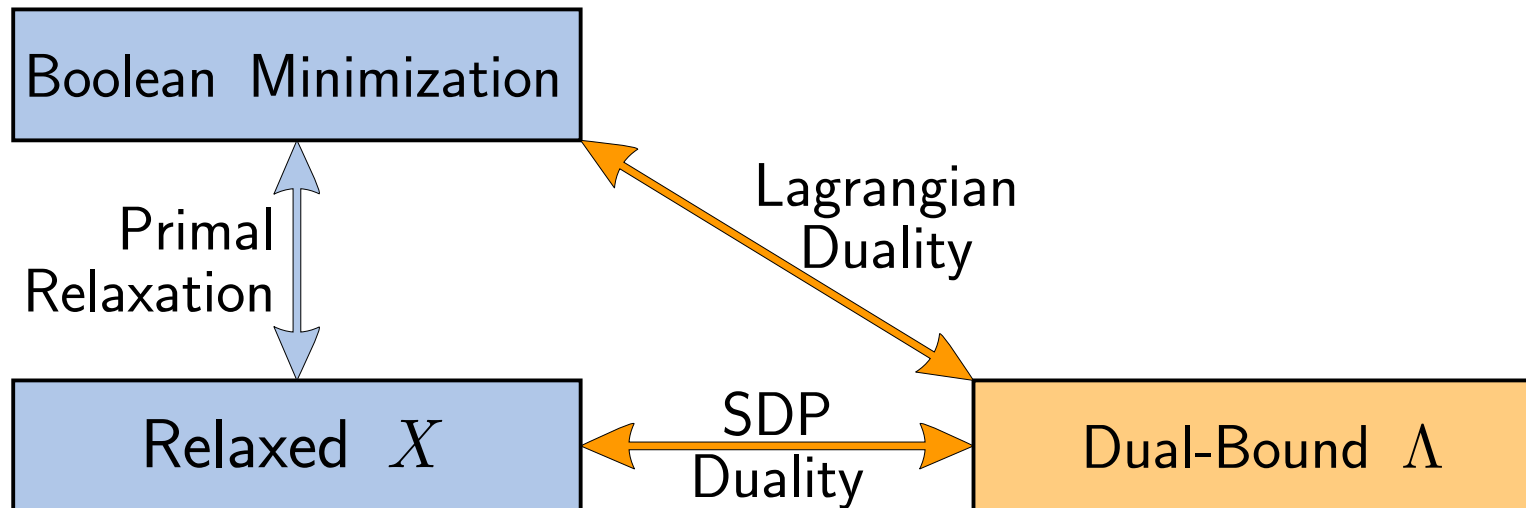 Boolean Minimization
Lagrangian
Duality
Primal
Relaxation
Relaxed X
SDP
Duality
Dual-Bound Λ